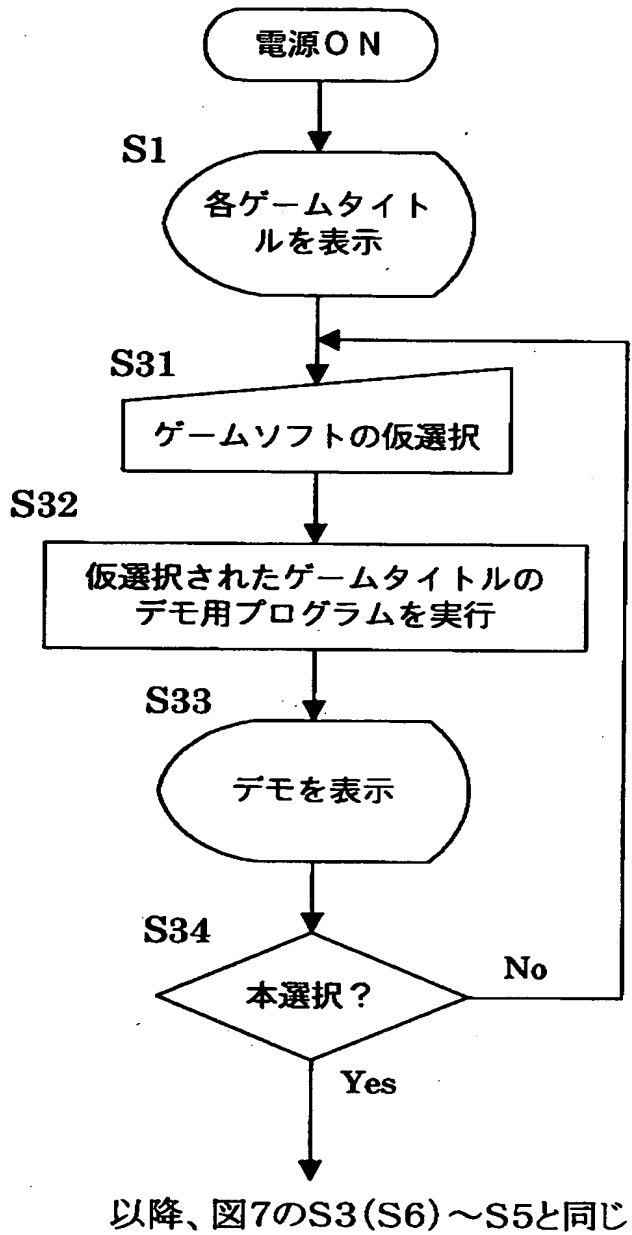 電源ON
S1
各ゲームタイト
ルを表示
S31
ゲームソフトの仮選択
S32
仮選択されたゲームタイトルの
デモ用プログラムを実行
S33
デモを表示
S34
本選択？
No
Yes
以降、図7のS3(S6)～S5と同じ